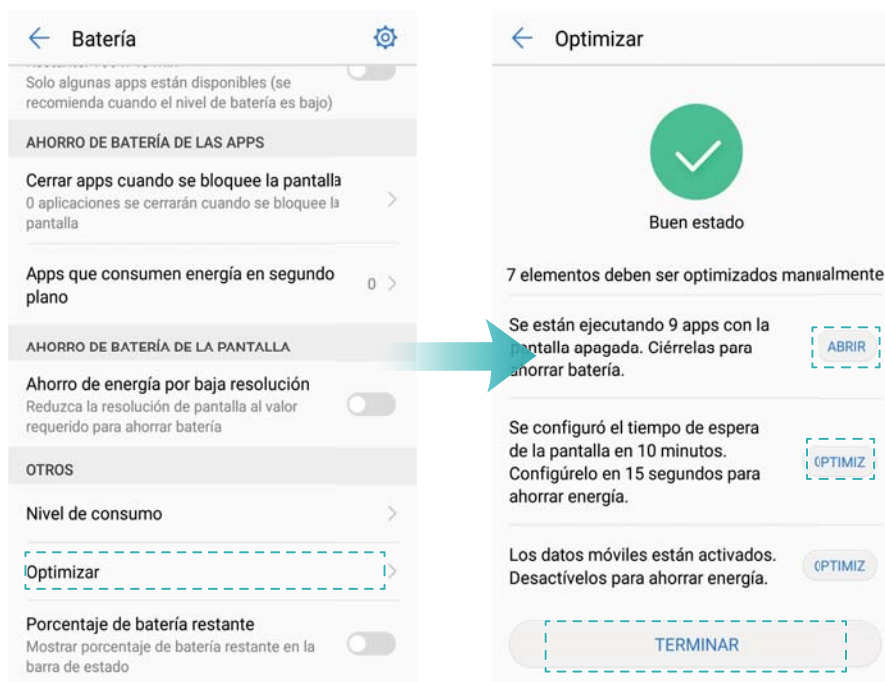 Batería
Solo algunas apps están disponibles (se
recomienda cuando el nivel de batería es bajo)
AHORRO DE BATERÍA DE LAS APPS
Cerrar apps cuando se bloquee la pantalla
0 aplicaciones se cerrarán cuando se bloquee la
pantalla
Apps que consumen energía en segundo
plano
0
AHORRO DE BATERÍA DE LA PANTALLA
Ahorro de energía por baja resolución
Reduzca la resolución de pantalla al valor
requerido para ahorrar batería
OTROS
Nivel de consumo
Optimizar
Porcentaje de batería restante
Mostrar porcentaje de batería restante en la
barra de estado
Optimizar
Buen estado
7 elementos deben ser optimizados manualmente
Se están ejecutando 9 apps con la
pantalla apagada. Ciérrelas para
ahorrar batería.
ABRIR
Se configuró el tiempo de espera
de la pantalla en 10 minutos.
Configúrelo en 15 segundos para
ahorrar energía.
OPTIMIZ
Los datos móviles están activados.
Desactívelos para ahorrar energía.
OPTIMIZ
TERMINAR